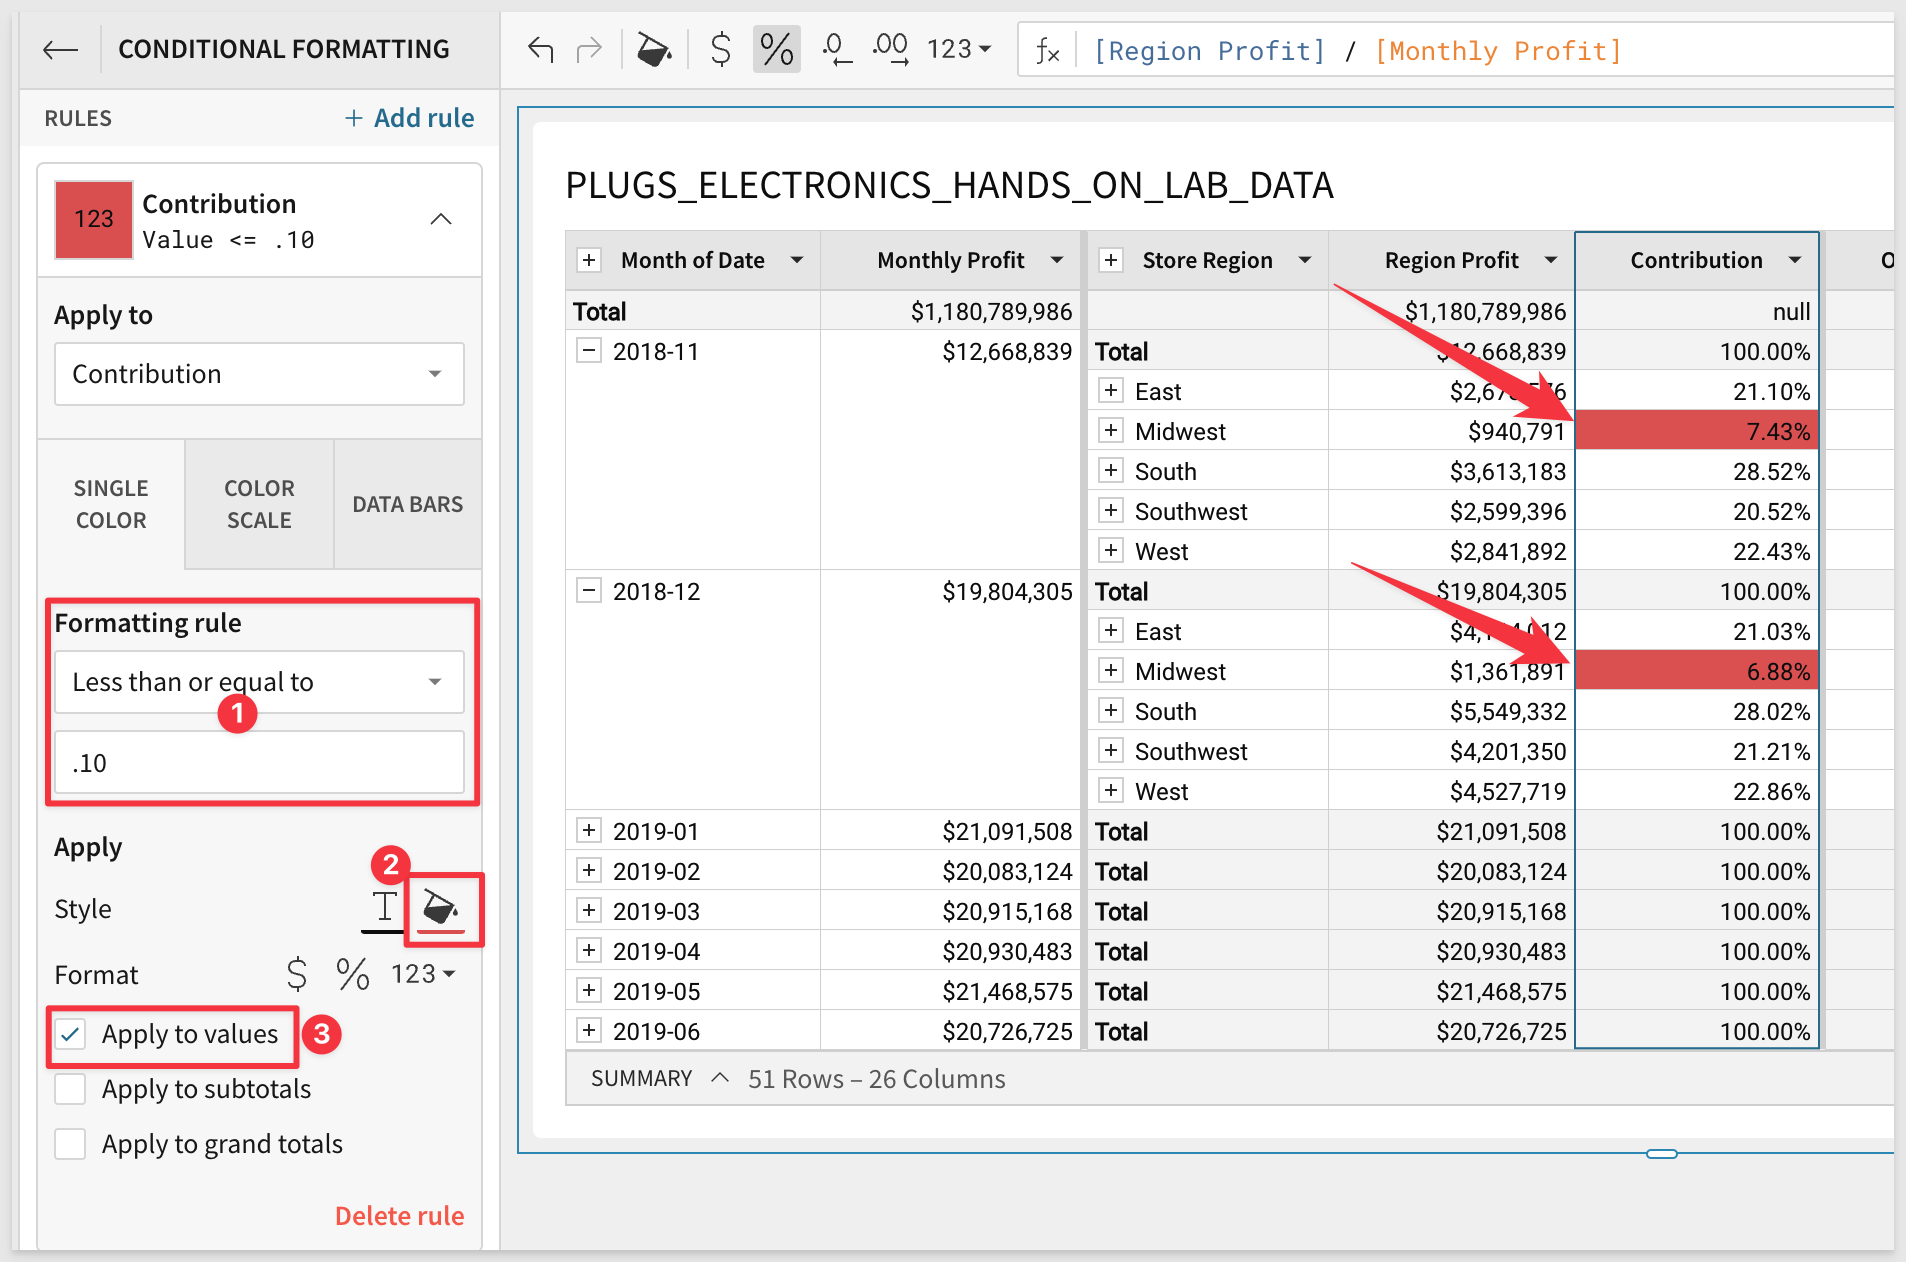 CONDITIONAL FORMATTING
$ % .0 .00 123
fx [Region Profit] / [Monthly Profit]
RULES + Add rule
123 Contribution
Value <= .10
Apply to
Contribution
SINGLE COLOR COLOR SCALE DATA BARS
Formatting rule
Less than or equal to
1
.10
Apply
2
Style T
Format $ % 123
Apply to values 3
Apply to subtotals
Apply to grand totals
Delete rule
PLUGS_ELECTRONICS_HANDS_ON_LAB_DATA
Month of Date Monthly Profit Store Region Region Profit Contribution
Total $1,180,789,986 $1,180,789,986 null
2018-11 $12,668,839 Total $12,668,839 100.00%
East 21.10%
Midwest $940,791 7.43%
South $3,613,183 28.52%
Southwest $2,599,396 20.52%
West $2,841,892 22.43%
2018-12 $19,804,305 Total $19,804,305 100.00%
East 21.03%
Midwest $1,361,891 6.88%
South $5,549,332 28.02%
Southwest $4,201,350 21.21%
West $4,527,719 22.86%
2019-01 $21,091,508 Total $21,091,508 100.00%
2019-02 $20,083,124 Total $20,083,124 100.00%
2019-03 $20,915,168 Total $20,915,168 100.00%
2019-04 $20,930,483 Total $20,930,483 100.00%
2019-05 $21,468,575 Total $21,468,575 100.00%
2019-06 $20,726,725 Total $20,726,725 100.00%
SUMMARY 51 Rows – 26 Columns